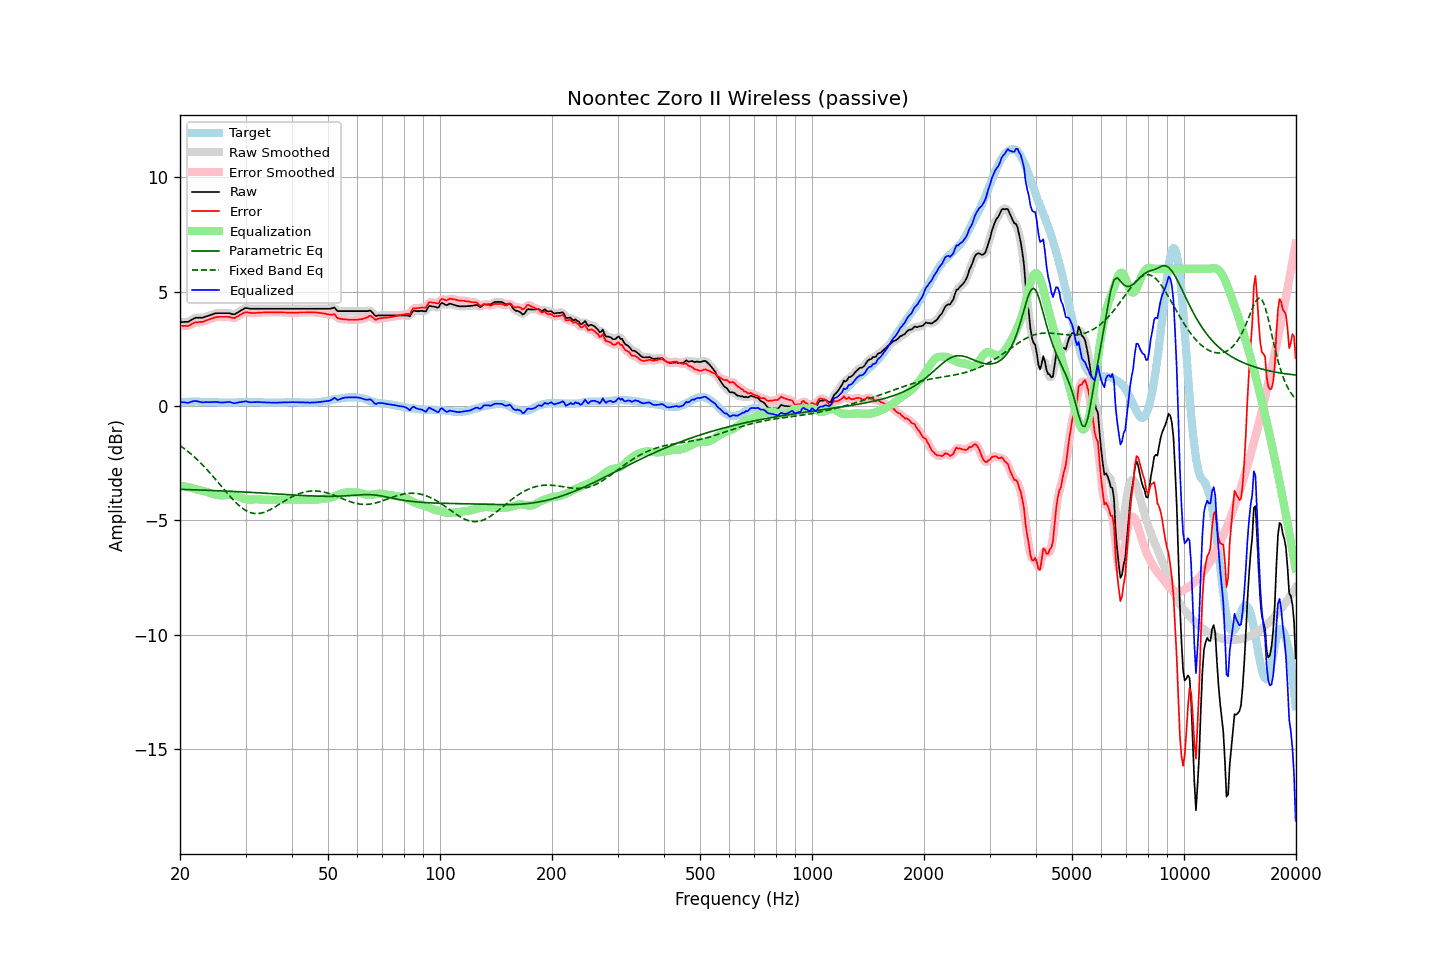 Noontec Zoro II Wireless (passive)
Target
Raw Smoothed
Error Smoothed
Raw
Error
Equalization
Parametric Eq
Fixed Band Eq
Equalized
10
5
0
−5
−10
−15
Amplitude (dBr)
20
50
100
200
500
1000
2000
5000
10000
20000
Frequency (Hz)